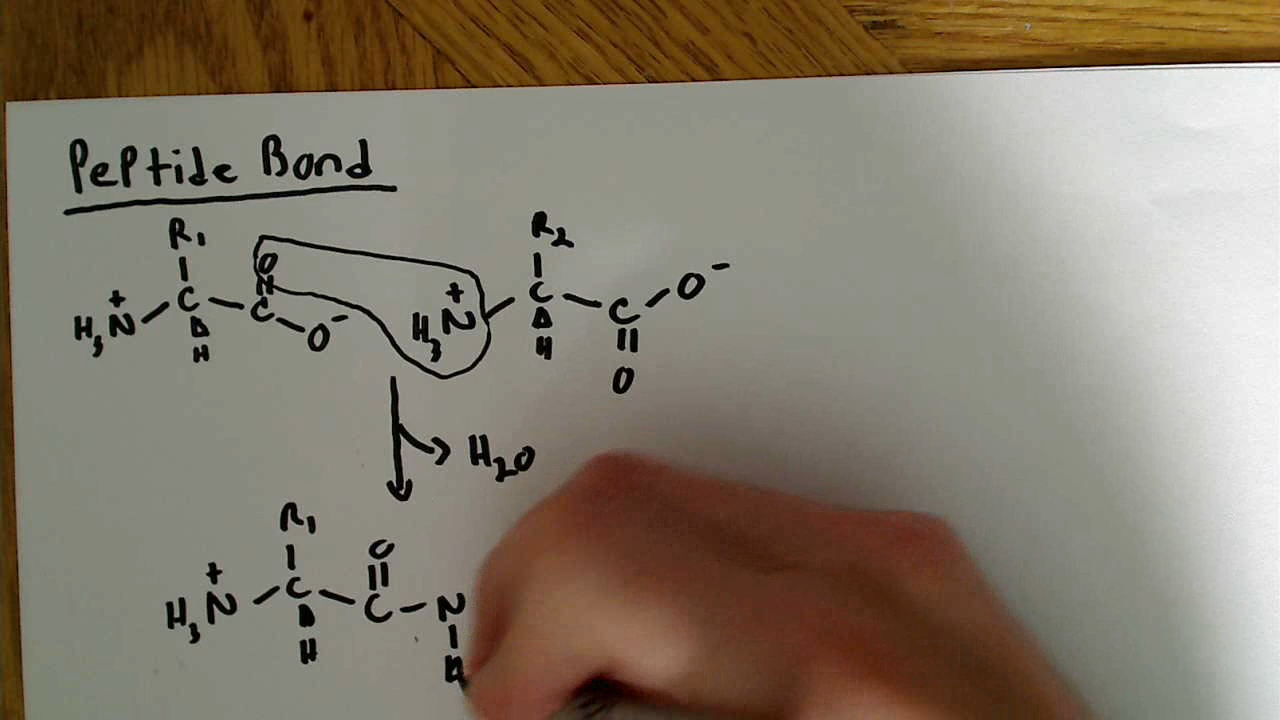 Peptide Bond
R1 R2
O
H3N+ C C O- H3N+ C C O-
H H
O
H2O
R1
O
H3N+ C C N
H H